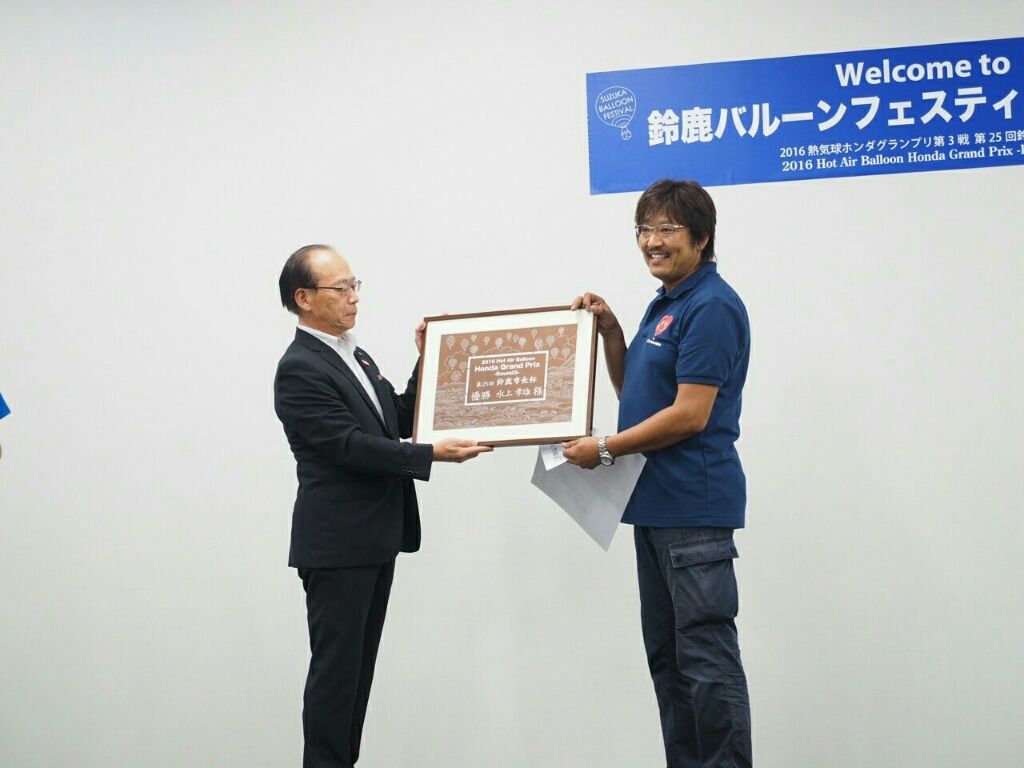 Welcome to
SUZUKA
BALLOON
FESTIVAL
鈴鹿バルーンフェスティ
2016 熱気球ホンダグランプリ第3戦 第25回鈴
2016 Hot Air Balloon Honda Grand Prix -
2016 Hot Air Balloon
Honda Grand Prix
-Round3-
第25回 鈴鹿市長杯
優勝 水上孝雄 様